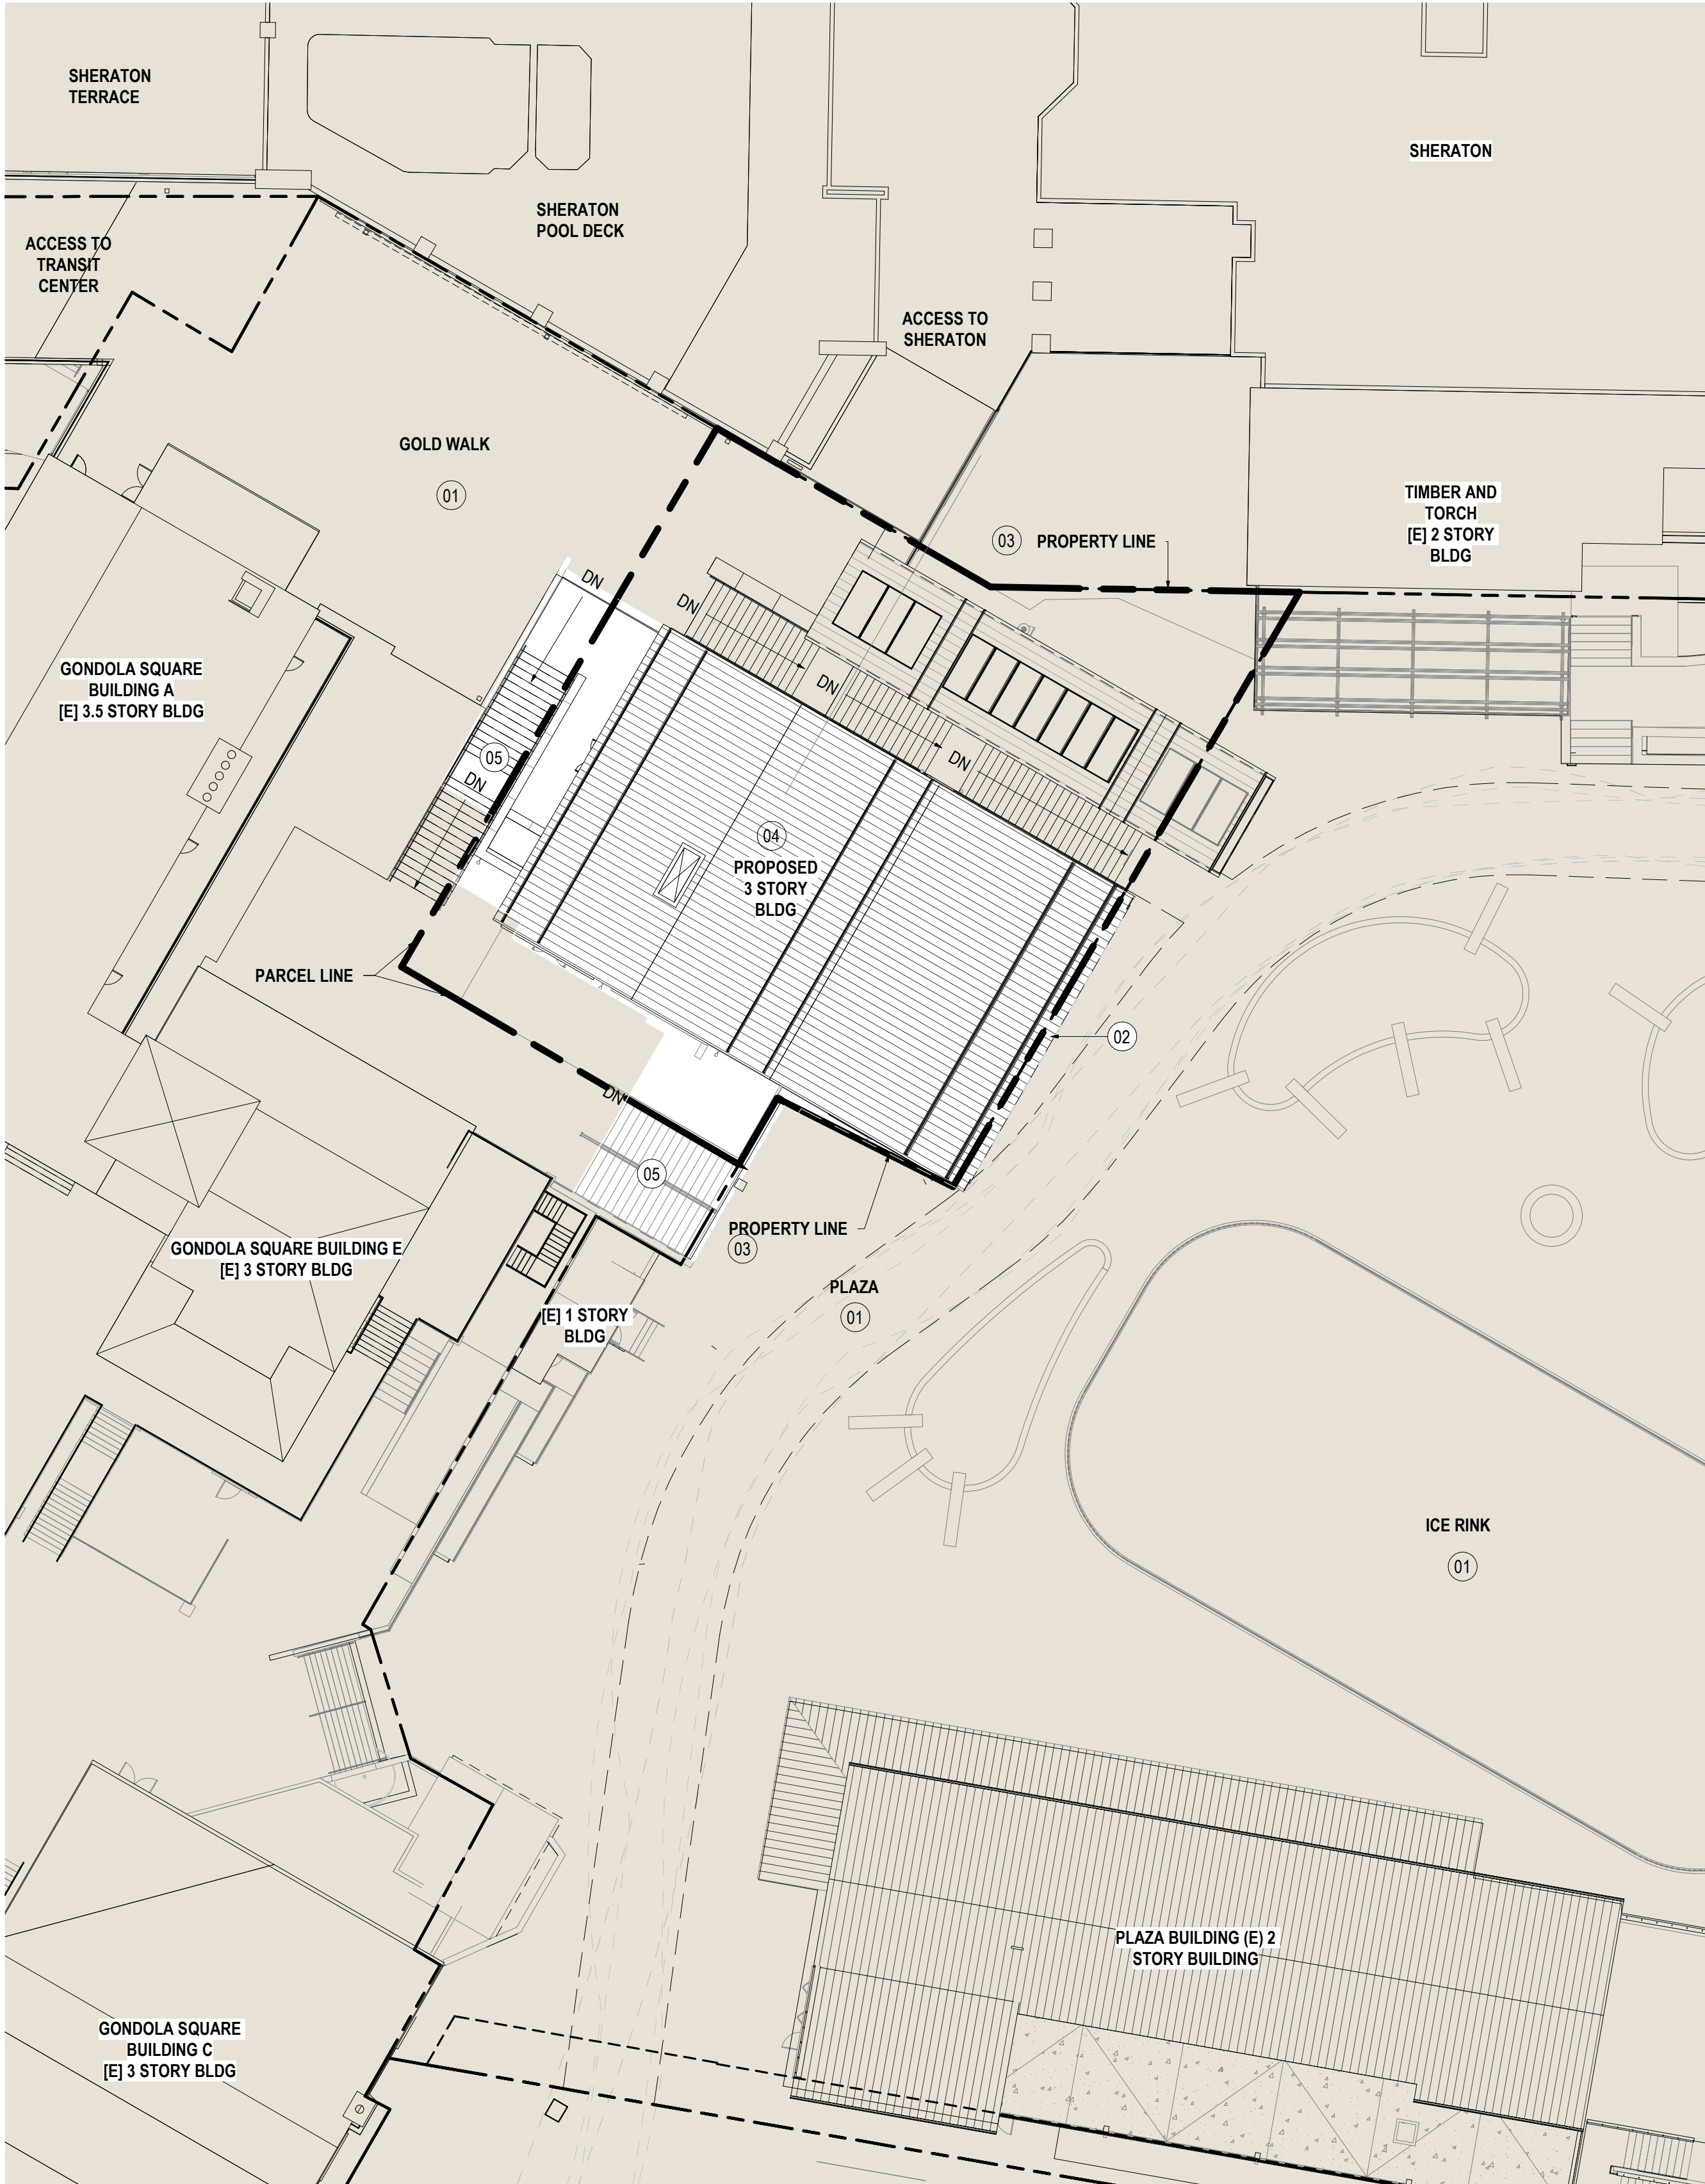 SHERATON
TERRACE
SHERATON
SHERATON
POOL DECK
ACCESS TO
TRANSIT
CENTER
ACCESS TO
SHERATON
GOLD WALK
01
TIMBER AND
TORCH
[E] 2 STORY
BLDG
03 PROPERTY LINE
DN
DN
GONDOLA SQUARE
BUILDING A
[E] 3.5 STORY BLDG
DN
05
DN
DN
04
PROPOSED
3 STORY
BLDG
PARCEL LINE
02
DN
05
PROPERTY LINE
03
GONDOLA SQUARE BUILDING E
[E] 3 STORY BLDG
PLAZA
01
[E] 1 STORY
BLDG
ICE RINK
01
PLAZA BUILDING (E) 2
STORY BUILDING
GONDOLA SQUARE
BUILDING C
[E] 3 STORY BLDG